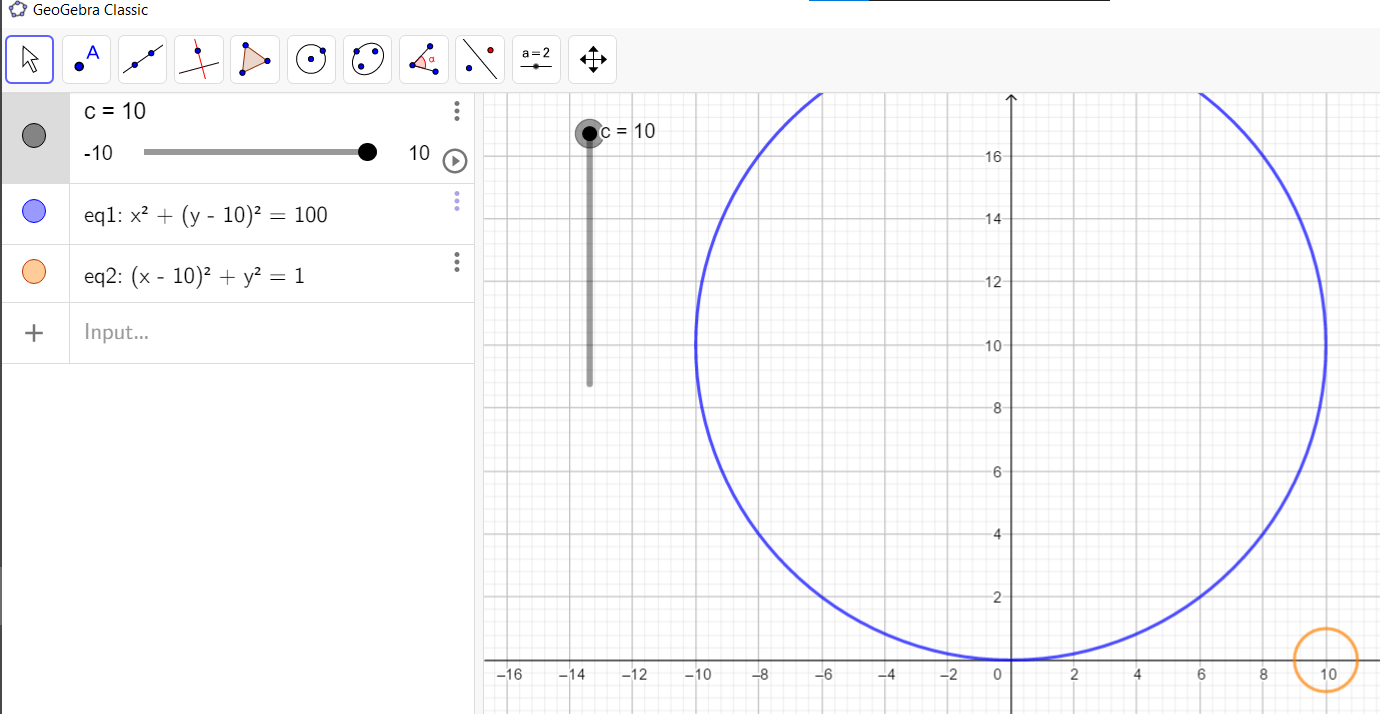 GeoGebra Classic
A
α
a=2
c = 10
-10
10
eq1: x² + (y - 10)² = 100
eq2: (x - 10)² + y² = 1
+ Input...
c = 10
16
14
12
10
8
6
4
2
–16 –14 –12 –10 –8 –6 –4 –2 0 2 4 6 8 10